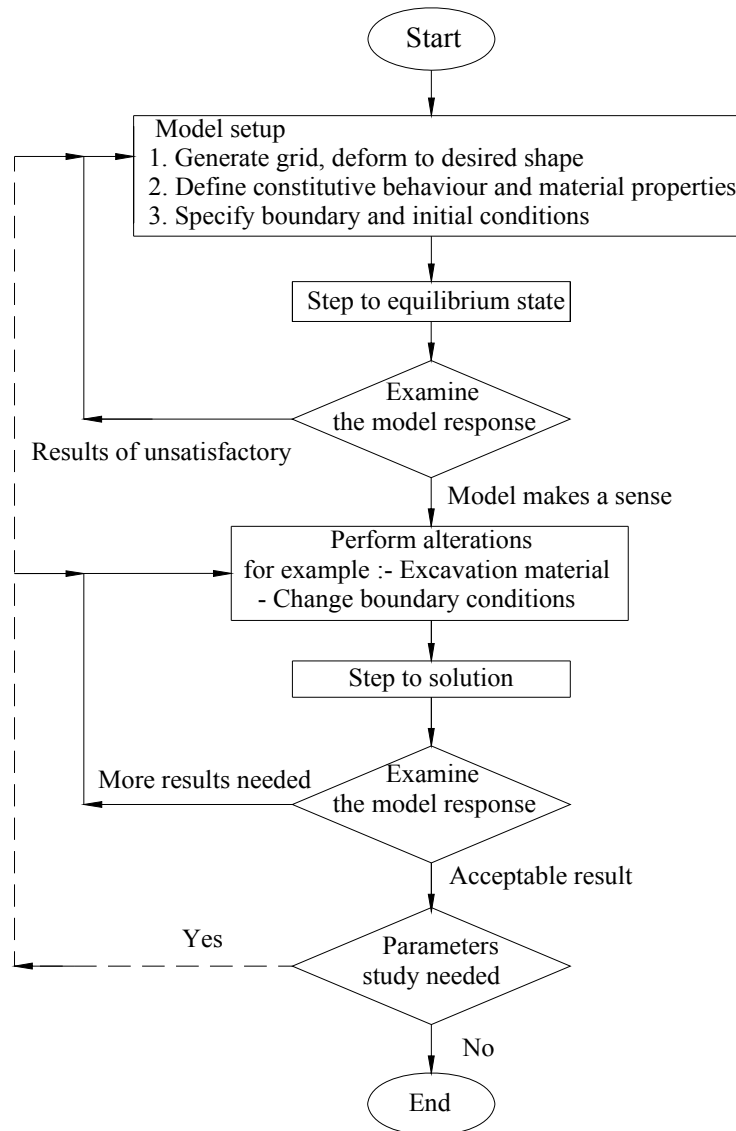 Start
Model setup
1. Generate grid, deform to desired shape
2. Define constitutive behaviour and material properties
3. Specify boundary and initial conditions
Step to equilibrium state
Examine
the model response
Results of unsatisfactory
Model makes a sense
Perform alterations
for example :- Excavation material
- Change boundary conditions
Step to solution
Examine
the model response
More results needed
Acceptable result
Parameters
study needed
Yes
No
End